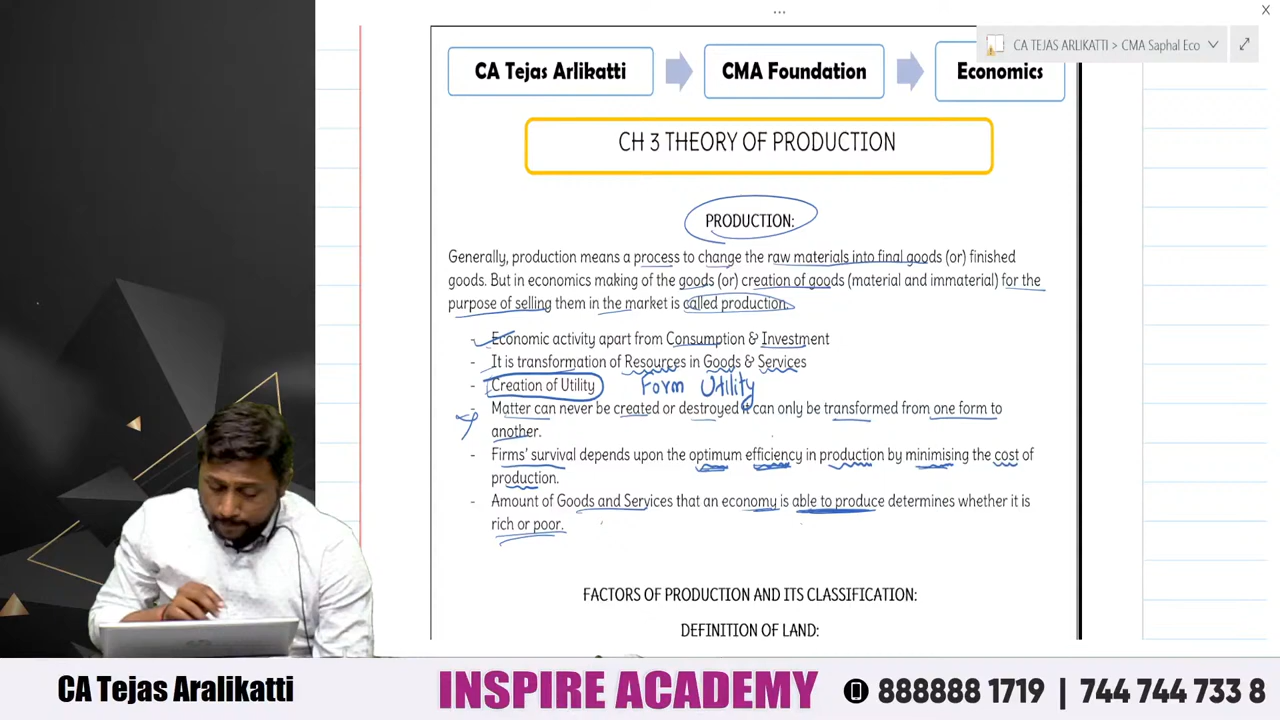 ...
X
CA TEJAS ARLIKATTI > CMA Saphal Eco
CA Tejas Arlikatti
CMA Foundation
Economics
CH 3 THEORY OF PRODUCTION
PRODUCTION:
Generally, production means a process to change the raw materials into final goods (or) finished
goods. But in economics making of the goods (or) creation of goods (material and immaterial) for the
purpose of selling them in the market is called production.
- Economic activity apart from Consumption & Investment
- It is transformation of Resources in Goods & Services
- Creation of Utility Form Utility
- Matter can never be created or destroyed it can only be transformed from one form to
another.
- Firms' survival depends upon the optimum efficiency in production by minimising the cost of
production.
- Amount of Goods and Services that an economy is able to produce determines whether it is
rich or poor.
FACTORS OF PRODUCTION AND ITS CLASSIFICATION:
DEFINITION OF LAND:
CA Tejas Aralikatti
INSPIRE ACADEMY
888888 1719 | 744 744 733 8